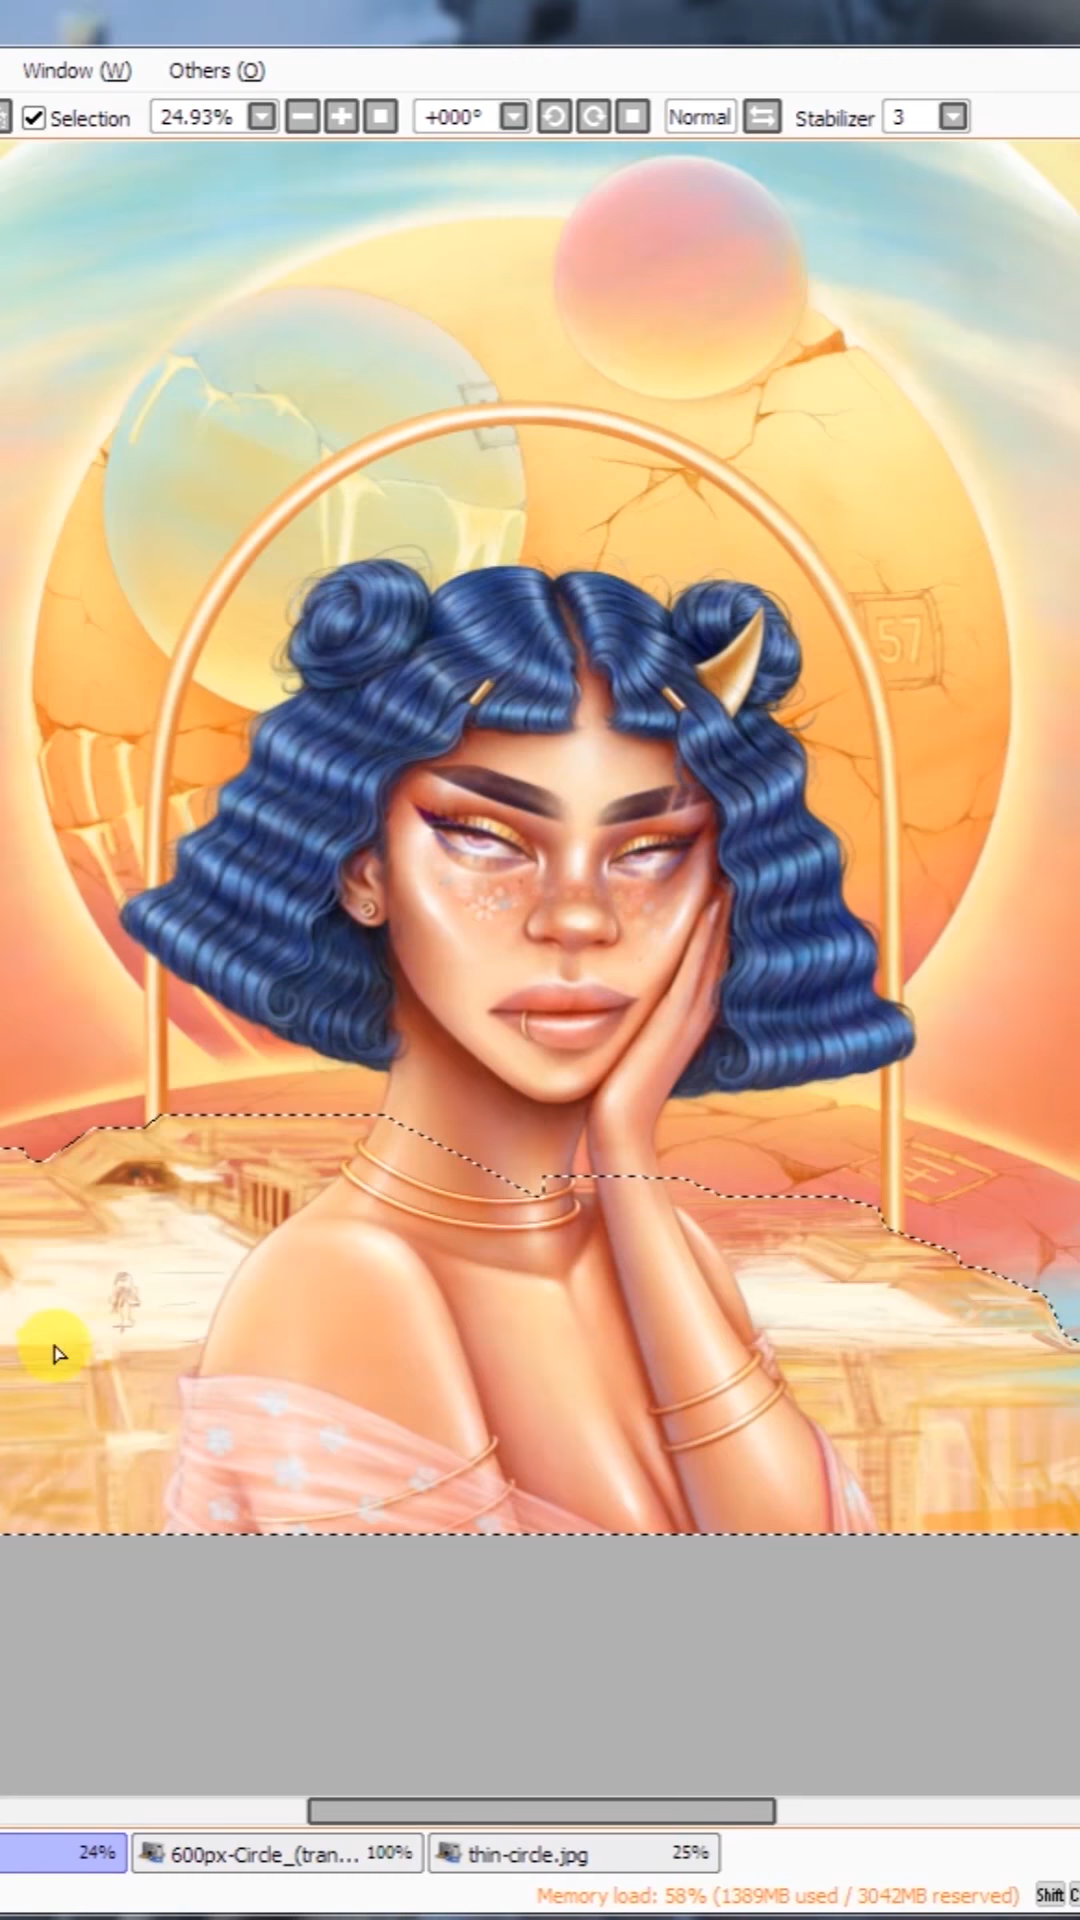 Window (W) Others (O)
Selection 24.93% +000° Normal Stabilizer 3
57
24% 600px-Circle_(tran... 100% thin-circle.jpg 25%
Memory load: 58% (1389MB used / 3042MB reserved) Shift